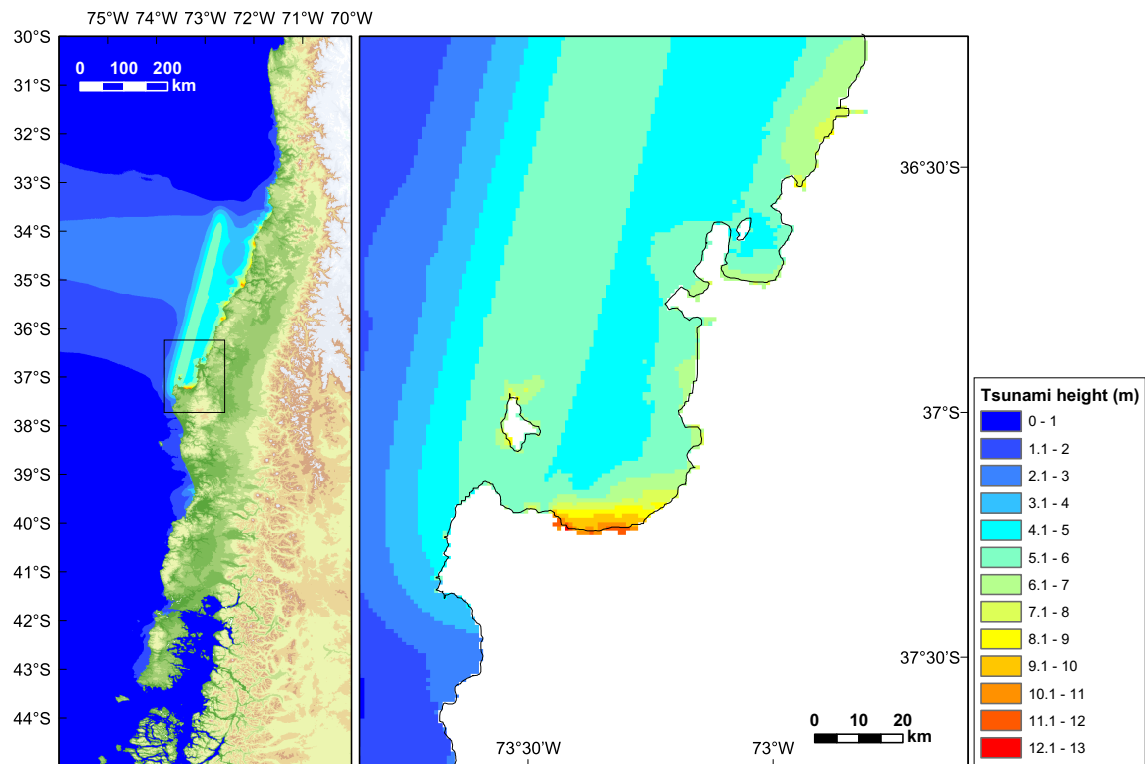 75°W 74°W 73°W 72°W 71°W 70°W
30°S
31°S
32°S
33°S
34°S
35°S
36°S
37°S
38°S
39°S
40°S
41°S
42°S
43°S
44°S
0 100 200
km
36°30'S
37°S
37°30'S
73°30'W 73°W
0 10 20
km
Tsunami height (m)
0 - 1
1.1 - 2
2.1 - 3
3.1 - 4
4.1 - 5
5.1 - 6
6.1 - 7
7.1 - 8
8.1 - 9
9.1 - 10
10.1 - 11
11.1 - 12
12.1 - 13